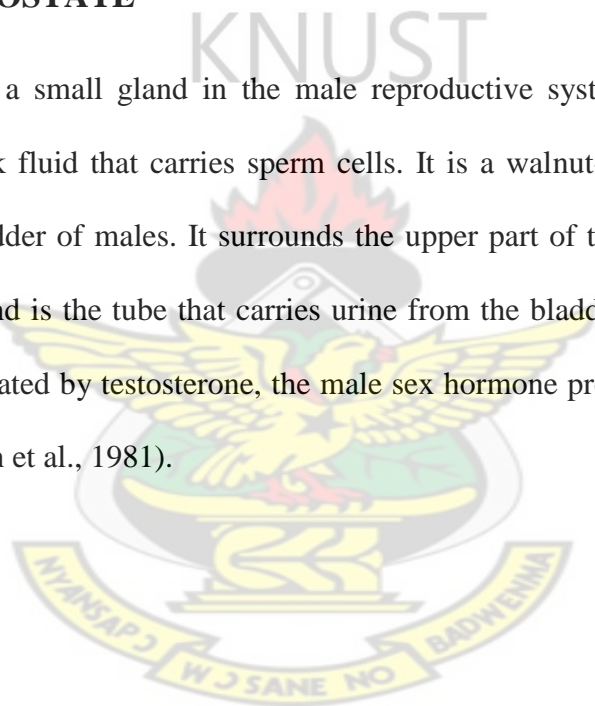 OSTATE
KNUST
a small gland in the male reproductive syst
k fluid that carries sperm cells. It is a walnut
dder of males. It surrounds the upper part of t
nd is the tube that carries urine from the bladd
ated by testosterone, the male sex hormone pr
n et al., 1981).
NYANSAPƆ WƆSANE NO BADWENMA